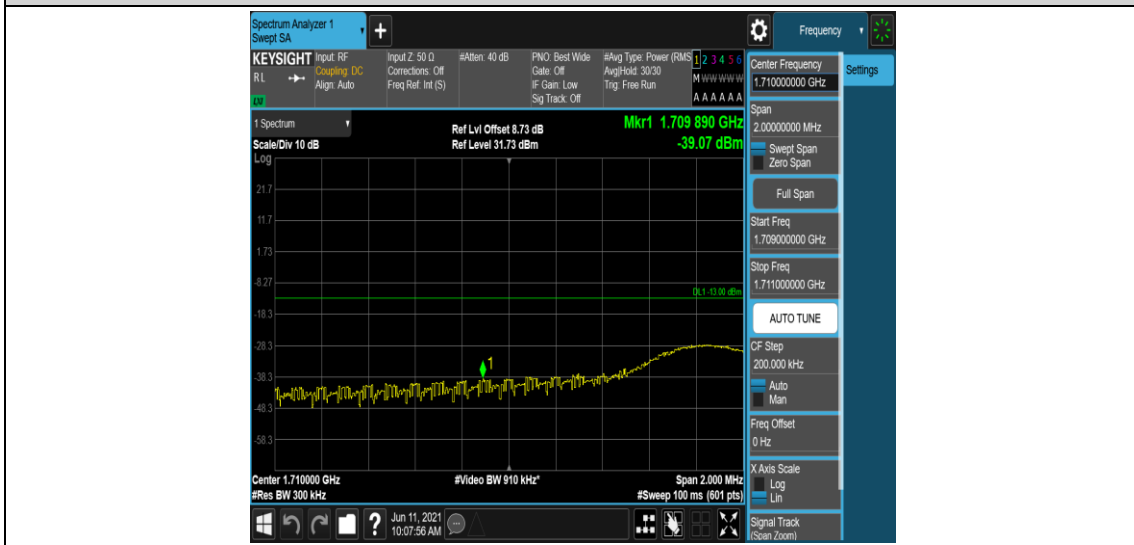 Spectrum Analyzer 1
Swept SA
+
Frequency
KEYSIGHT
RL
LXI
Input: RF
Coupling: DC
Align: Auto
Input Z: 50 Ω
Corrections: Off
Freq Ref: Int (S)
#Atten: 40 dB
PNO: Best Wide
Gate: Off
IF Gain: Low
Sig Track: Off
#Avg Type: Power (RMS
Avg|Hold: 30/30
Trig: Free Run
1 2 3 4 5 6
M W W W W W
A A A A A A
1 Spectrum
Scale/Div 10 dB
Log
Ref Lvl Offset 8.73 dB
Ref Level 31.73 dBm
Mkr1 1.709 890 GHz
-39.07 dBm
21.7
11.7
1.73
-8.27
-18.3
-28.3
-38.3
-48.3
-58.3
DL1 -13.00 dBm
1
Center 1.710000 GHz
#Res BW 300 kHz
#Video BW 910 kHz*
Span 2.000 MHz
#Sweep 100 ms (601 pts)
Center Frequency
1.710000000 GHz
Settings
Span
2.00000000 MHz
Swept Span
Zero Span
Full Span
Start Freq
1.709000000 GHz
Stop Freq
1.711000000 GHz
AUTO TUNE
CF Step
200.000 kHz
Auto
Man
Freq Offset
0 Hz
X Axis Scale
Log
Lin
Signal Track
(Span Zoom)
?
Jun 11, 2021
10:07:56 AM